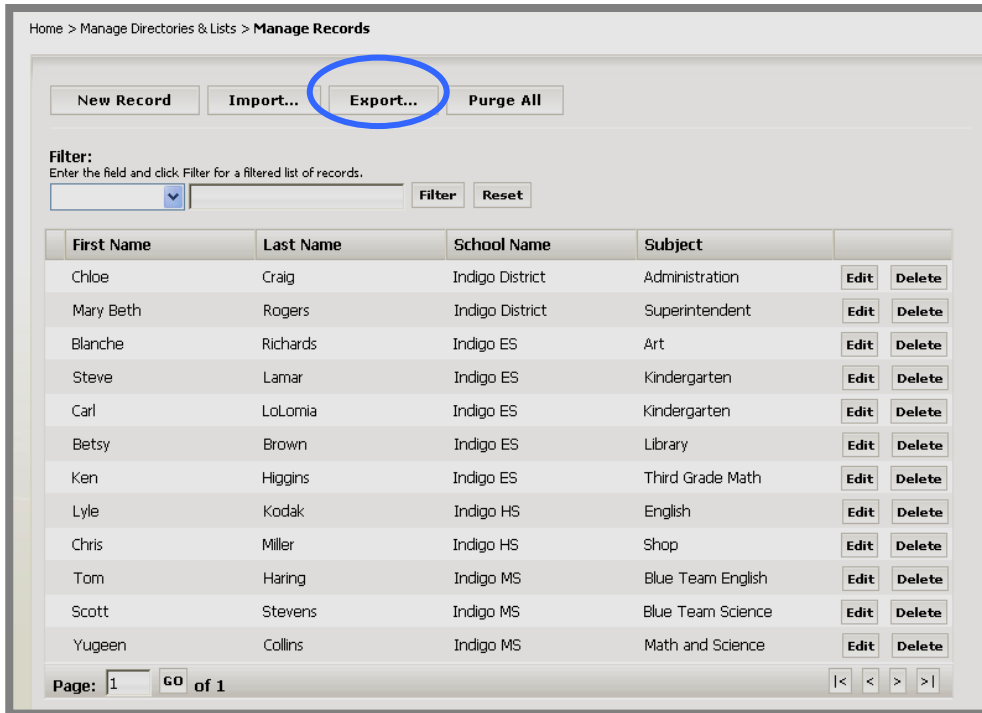 Home > Manage Directories & Lists > Manage Records
New Record Import... Export... Purge All
Filter:
Enter the field and click Filter for a filtered list of records.
Filter Reset
First Name Last Name School Name Subject
Chloe Craig Indigo District Administration Edit Delete
Mary Beth Rogers Indigo District Superintendent Edit Delete
Blanche Richards Indigo ES Art Edit Delete
Steve Lamar Indigo ES Kindergarten Edit Delete
Carl LoLomia Indigo ES Kindergarten Edit Delete
Betsy Brown Indigo ES Library Edit Delete
Ken Higgins Indigo ES Third Grade Math Edit Delete
Lyle Kodak Indigo HS English Edit Delete
Chris Miller Indigo HS Shop Edit Delete
Tom Haring Indigo MS Blue Team English Edit Delete
Scott Stevens Indigo MS Blue Team Science Edit Delete
Yugeen Collins Indigo MS Math and Science Edit Delete
Page: 1 GO of 1 |< < > >|